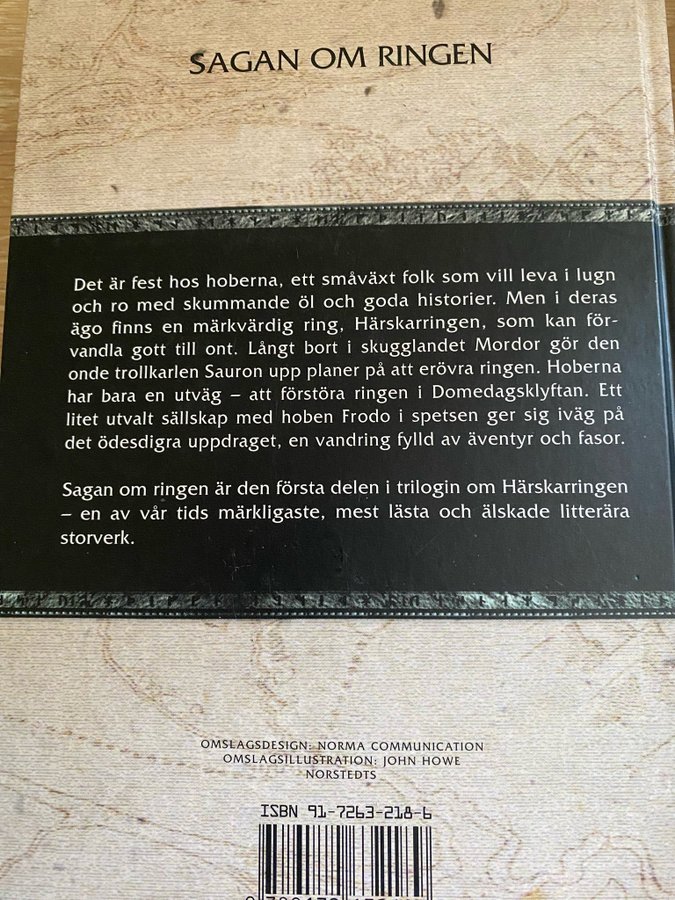 SAGAN OM RINGEN
Det är fest hos hoberna, ett småväxt folk som vill leva i lugn
och ro med skummande öl och goda historier. Men i deras
ägo finns en märkvärdig ring, Härskarringen, som kan för-
vandla gott till ont. Långt bort i skugglandet Mordor gör den
onde trollkarlen Sauron upp planer på att erövra ringen. Hoberna
har bara en utväg – att förstöra ringen i Domedagsklyftan. Ett
litet utvalt sällskap med hoben Frodo i spetsen ger sig iväg på
det ödesdigra uppdraget, en vandring fylld av äventyr och fasor.
Sagan om ringen är den första delen i trilogin om Härskarringen
– en av vår tids märkligaste, mest lästa och älskade litterära
storverk.
OMSLAGSDESIGN: NORMA COMMUNICATION
OMSLAGSILLUSTRATION: JOHN HOWE
NORSTEDTS
ISBN 91-7263-218-6